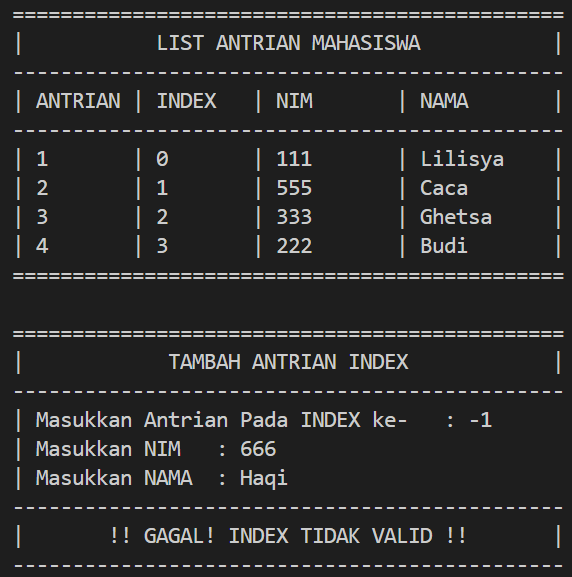 ==============================================
|           LIST ANTRIAN MAHASISWA           |
----------------------------------------------
| ANTRIAN | INDEX   | NIM       | NAMA       |
----------------------------------------------
| 1       | 0       | 111       | Lilisya    |
| 2       | 1       | 555       | Caca       |
| 3       | 2       | 333       | Ghetsa     |
| 4       | 3       | 222       | Budi       |
==============================================
==============================================
|            TAMBAH ANTRIAN INDEX            |
----------------------------------------------
| Masukkan Antrian Pada INDEX ke-   : -1
| Masukkan NIM   : 666
| Masukkan NAMA  : Haqi
----------------------------------------------
|       !! GAGAL! INDEX TIDAK VALID !!       |
----------------------------------------------